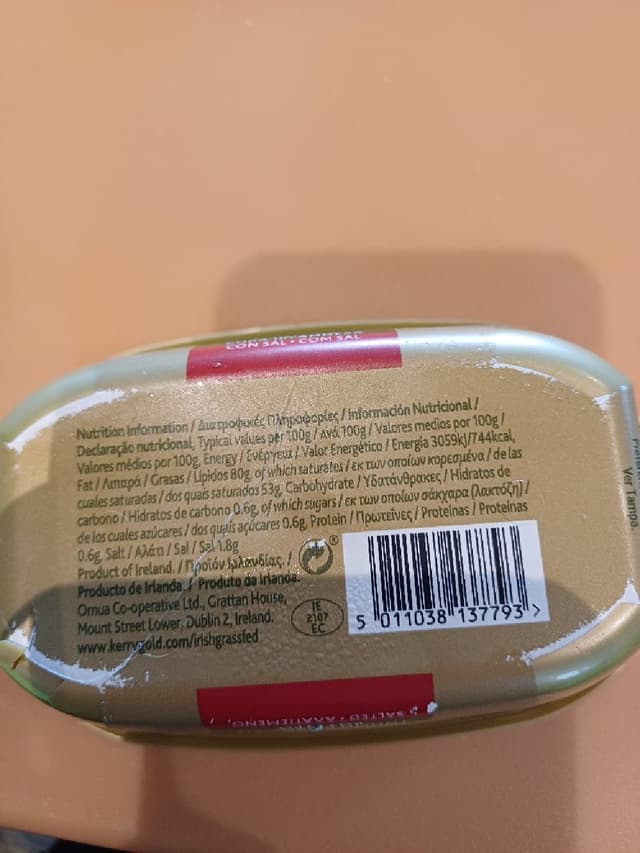 CON SAL • COM SAL
Nutrition Information / Διατροφικές Πληροφορίες / Información Nutricional /
Declaração nutricional, Typical values per 100g / Ανά 100g / Valores medios por 100g /
Valores médios por 100g, Energy / Ενέργεια / Valor Energético / Energia 3059kJ/744kcal,
Fat / Λιπαρά / Grasas / Lípidos 80g, of which saturates / εκ των οποίων κορεσμένα / de las
cuales saturadas / dos quais saturados 53g, Carbohydrate / Υδατάνθρακες / Hidratos de
carbono / Hidratos de carbono 0.6g, of which sugars / εκ των οποίων σάκχαρα (λακτόζη) /
de los cuales azúcares / dos quais açúcares 0.6g, Protein / Πρωτεΐνες / Proteínas / Proteínas
0.6g, Salt / Αλάτι / Sal / Sal 1.8g
Product of Ireland. / Προϊόν Ιρλανδίας. /
Producto de Irlanda. / Produto da Irlanda.
Ornua Co-operative Ltd., Grattan House,
Mount Street Lower, Dublin 2, Ireland.
www.kerrygold.com/irishgrassfed
®
IE
2107
EC
5 011038 137793 >
SALTED • ΑΛΑΤΙΣΜΕΝΟ